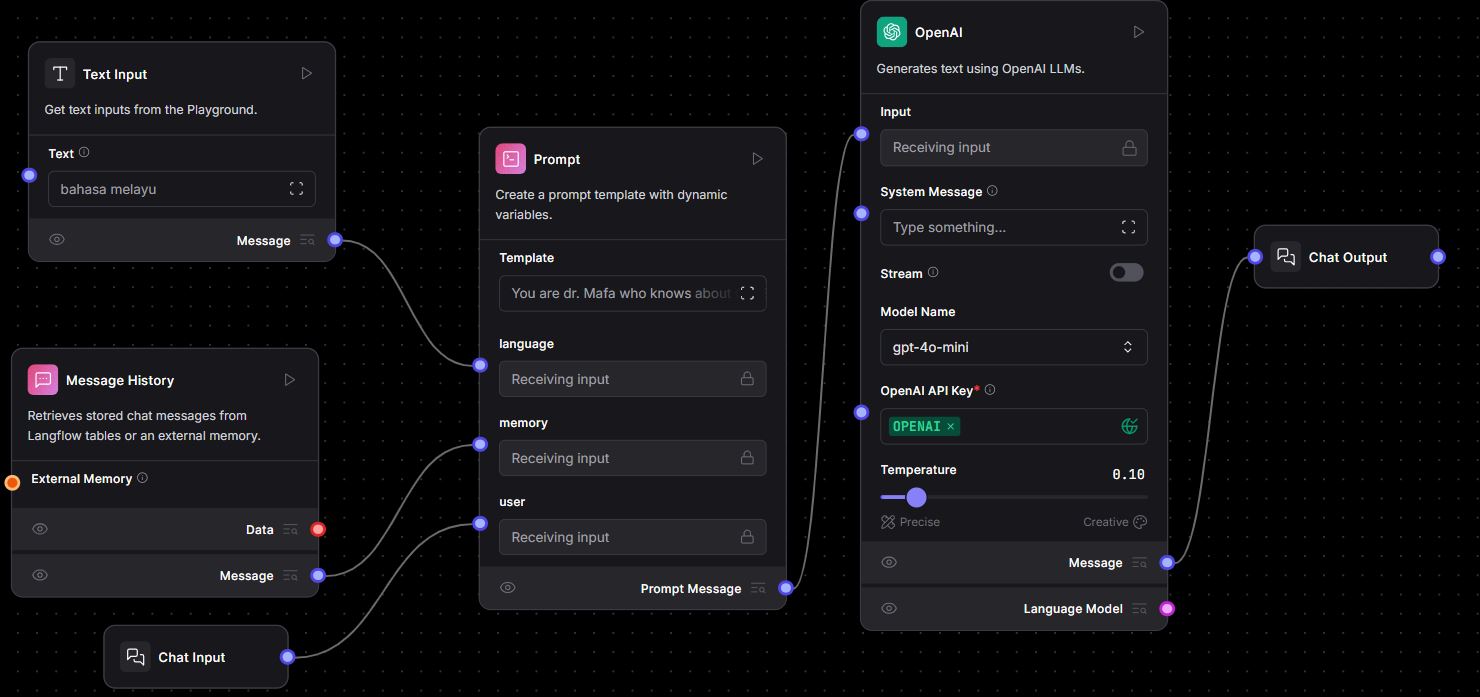 Text Input
Get text inputs from the Playground.
Text
bahasa melayu
Message
Message History
Retrieves stored chat messages from
Langflow tables or an external memory.
External Memory
Data
Message
Chat Input
Prompt
Create a prompt template with dynamic
variables.
Template
You are dr. Mafa who knows about
language
Receiving input
memory
Receiving input
user
Receiving input
Prompt Message
OpenAI
Generates text using OpenAI LLMs.
Input
Receiving input
System Message
Type something...
Stream
Model Name
gpt-4o-mini
OpenAI API Key*
OPENAI ×
Temperature
0.10
Precise
Creative
Message
Language Model
Chat Output